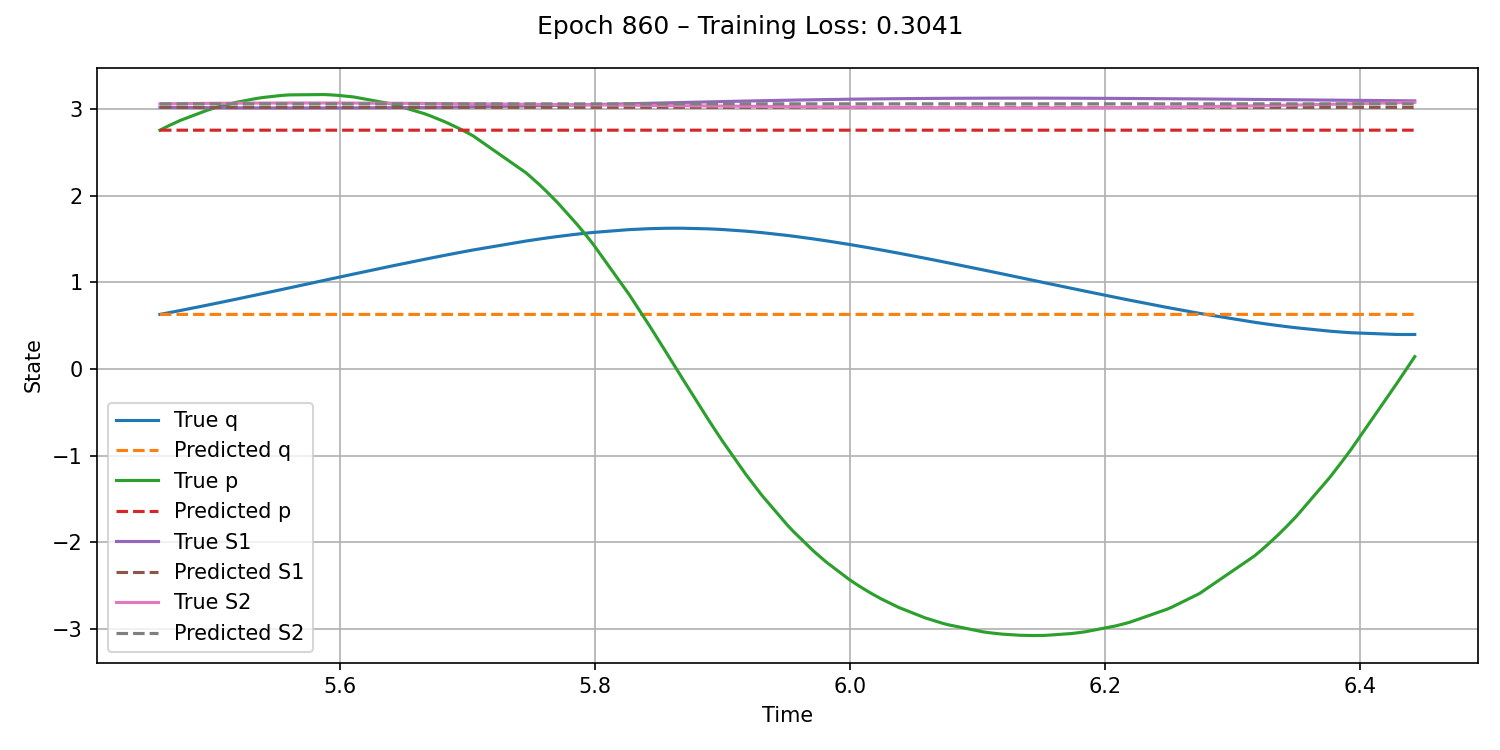 Epoch 860 – Training Loss: 0.3041
3
2
1
0
−1
−2
−3
State
True q
Predicted q
True p
Predicted p
True S1
Predicted S1
True S2
Predicted S2
5.6 5.8 6.0 6.2 6.4
Time